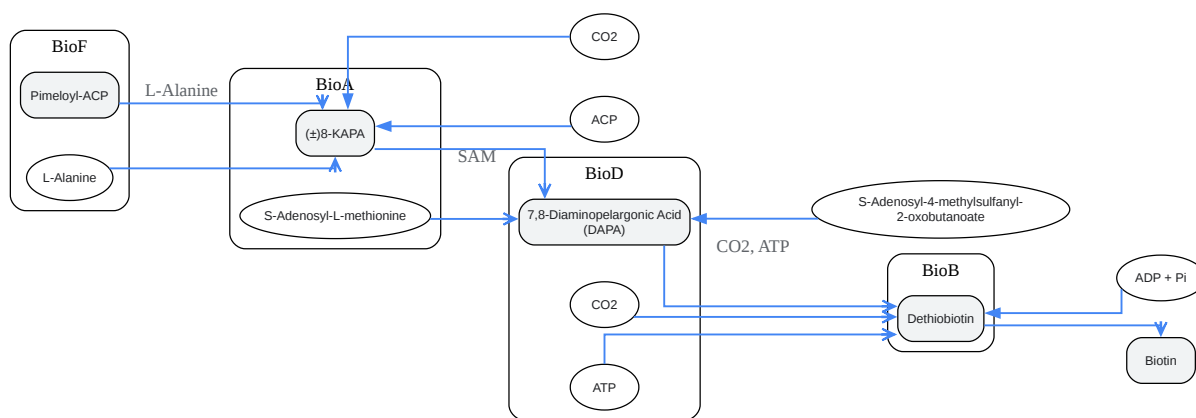 BioF
Pimeloyl-ACP
L-Alanine
L-Alanine
BioA
(±)8-KAPA
S-Adenosyl-L-methionine
CO2
ACP
SAM
BioD
7,8-Diaminopelargonic Acid
(DAPA)
CO2
ATP
S-Adenosyl-4-methylsulfanyl-
2-oxobutanoate
CO2, ATP
BioB
Dethiobiotin
ADP + Pi
Biotin